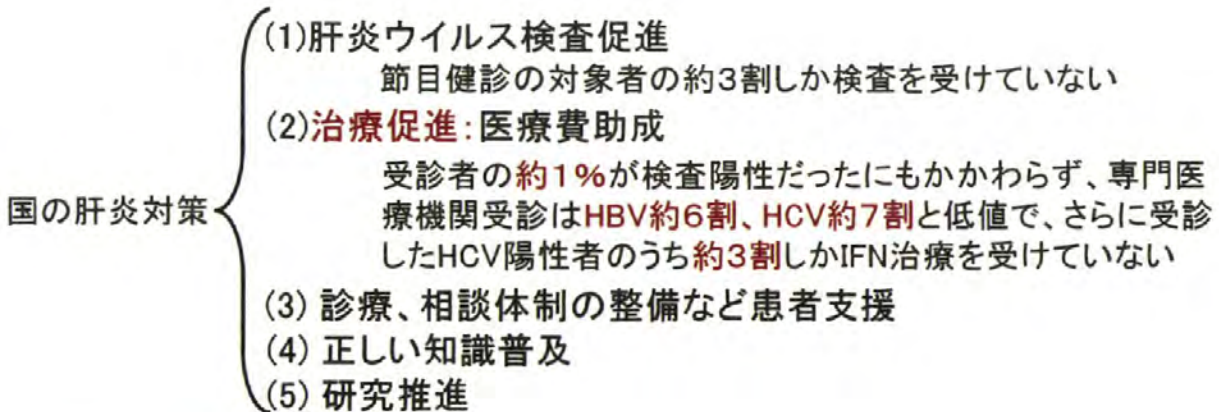 (1)肝炎ウイルス検査促進
節目健診の対象者の約3割しか検査を受けていない
(2)治療促進:医療費助成
受診者の約1%が検査陽性だったにもかかわらず、専門医
療機関受診はHBV約6割、HCV約7割と低値で、さらに受診
したHCV陽性者のうち約3割しかIFN治療を受けていない
国の肝炎対策
(3) 診療、相談体制の整備など患者支援
(4) 正しい知識普及
(5) 研究推進